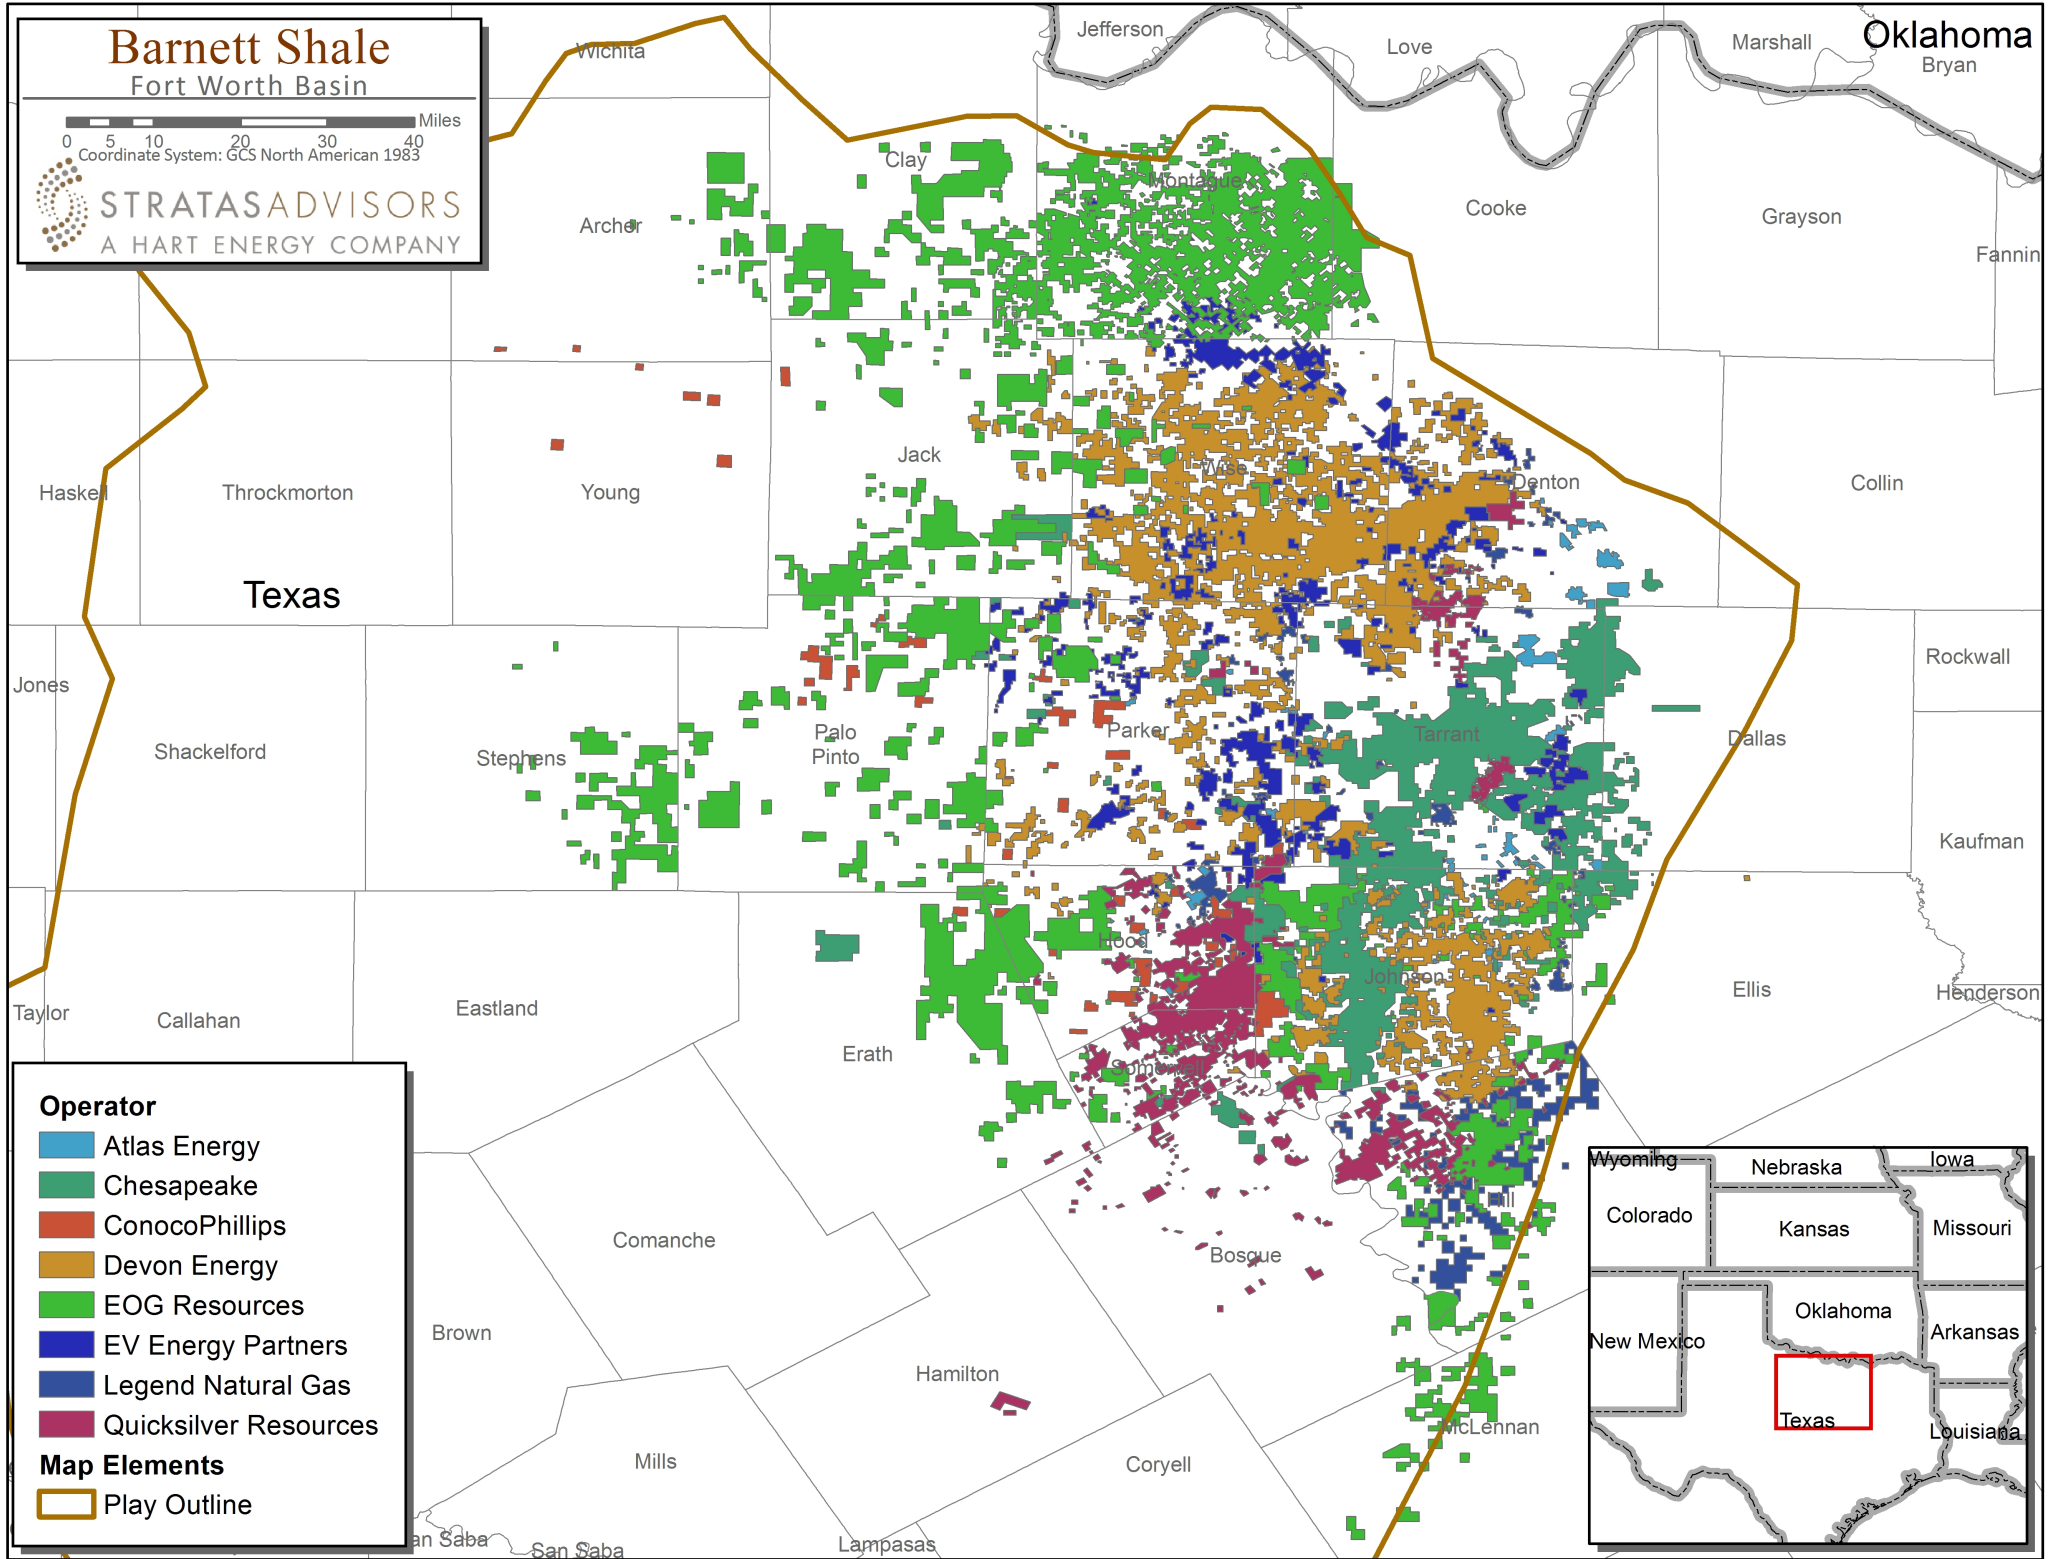 Barnett Shale
Fort Worth Basin
Miles
0 5 10 20 30 40
Coordinate System: GCS North American 1983
STRATASADVISORS
A HART ENERGY COMPANY
Wichita
Jefferson
Love
Marshall
Oklahoma
Bryan
Clay
Montague
Archer
Cooke
Grayson
Fannin
Haskell
Throckmorton
Young
Jack
Wise
Denton
Collin
Texas
Jones
Shackelford
Stephens
Palo
Pinto
Parker
Tarrant
Dallas
Rockwall
Kaufman
Taylor
Callahan
Eastland
Erath
Hood
Johnson
Ellis
Henderson
Somervell
Comanche
Bosque
Hill
Brown
Hamilton
McLennan
Mills
Coryell
an Saba
San Saba
Lampasas
Operator
Atlas Energy
Chesapeake
ConocoPhillips
Devon Energy
EOG Resources
EV Energy Partners
Legend Natural Gas
Quicksilver Resources
Map Elements
Play Outline
Wyoming
Nebraska
Iowa
Colorado
Kansas
Missouri
Oklahoma
New Mexico
Arkansas
Texas
Louisiana